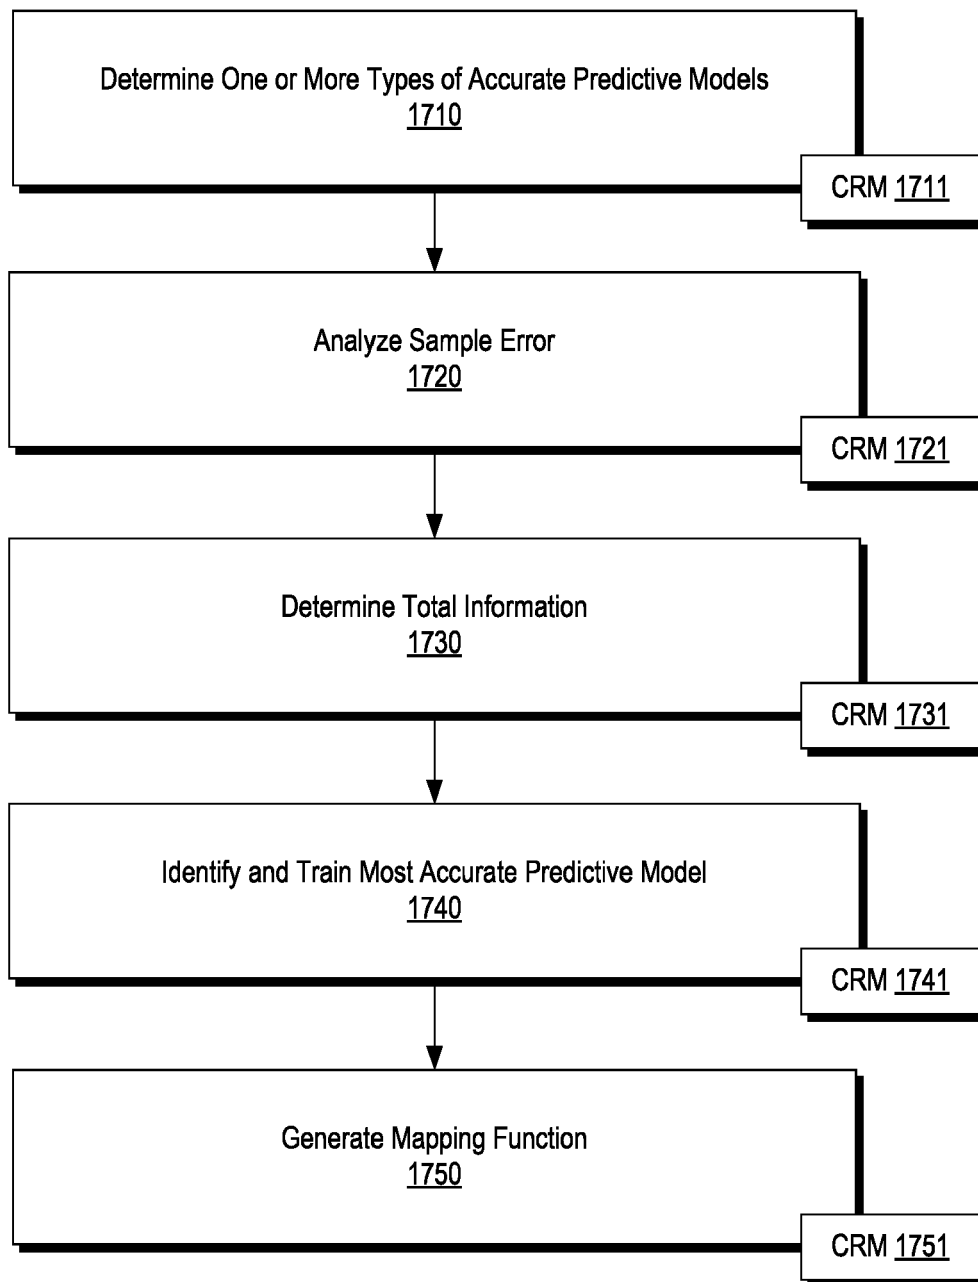 Determine One or More Types of Accurate Predictive Models
1710
CRM 1711
Analyze Sample Error
1720
CRM 1721
Determine Total Information
1730
CRM 1731
Identify and Train Most Accurate Predictive Model
1740
CRM 1741
Generate Mapping Function
1750
CRM 1751